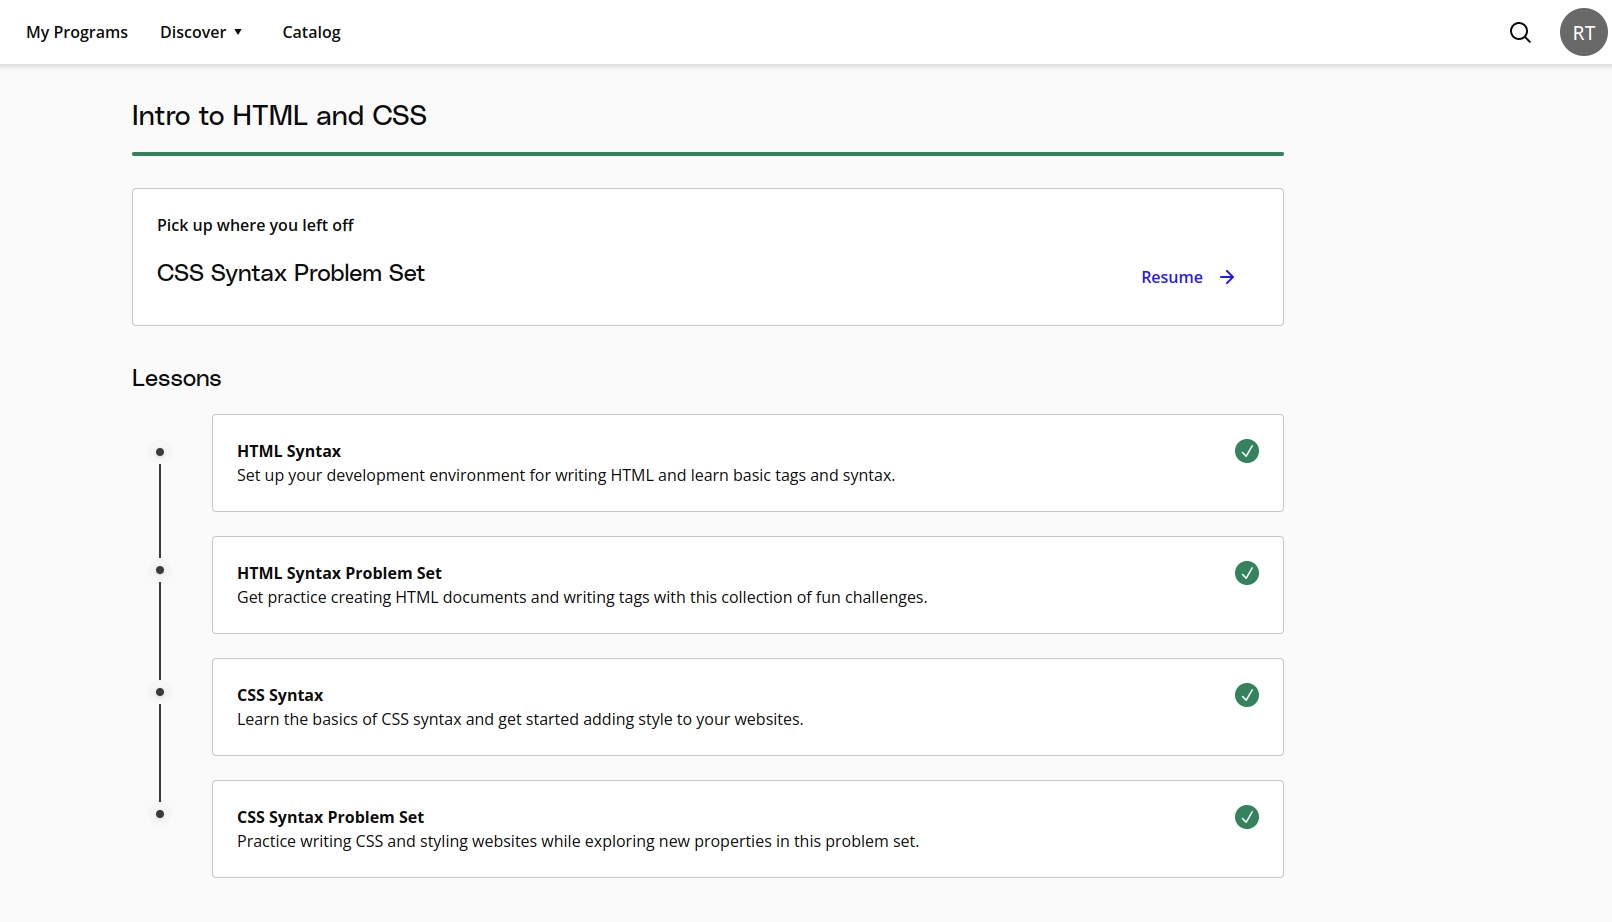 My Programs Discover ▼ Catalog RT
Intro to HTML and CSS
Pick up where you left off
CSS Syntax Problem Set
Resume →
Lessons
HTML Syntax
Set up your development environment for writing HTML and learn basic tags and syntax.
HTML Syntax Problem Set
Get practice creating HTML documents and writing tags with this collection of fun challenges.
CSS Syntax
Learn the basics of CSS syntax and get started adding style to your websites.
CSS Syntax Problem Set
Practice writing CSS and styling websites while exploring new properties in this problem set.